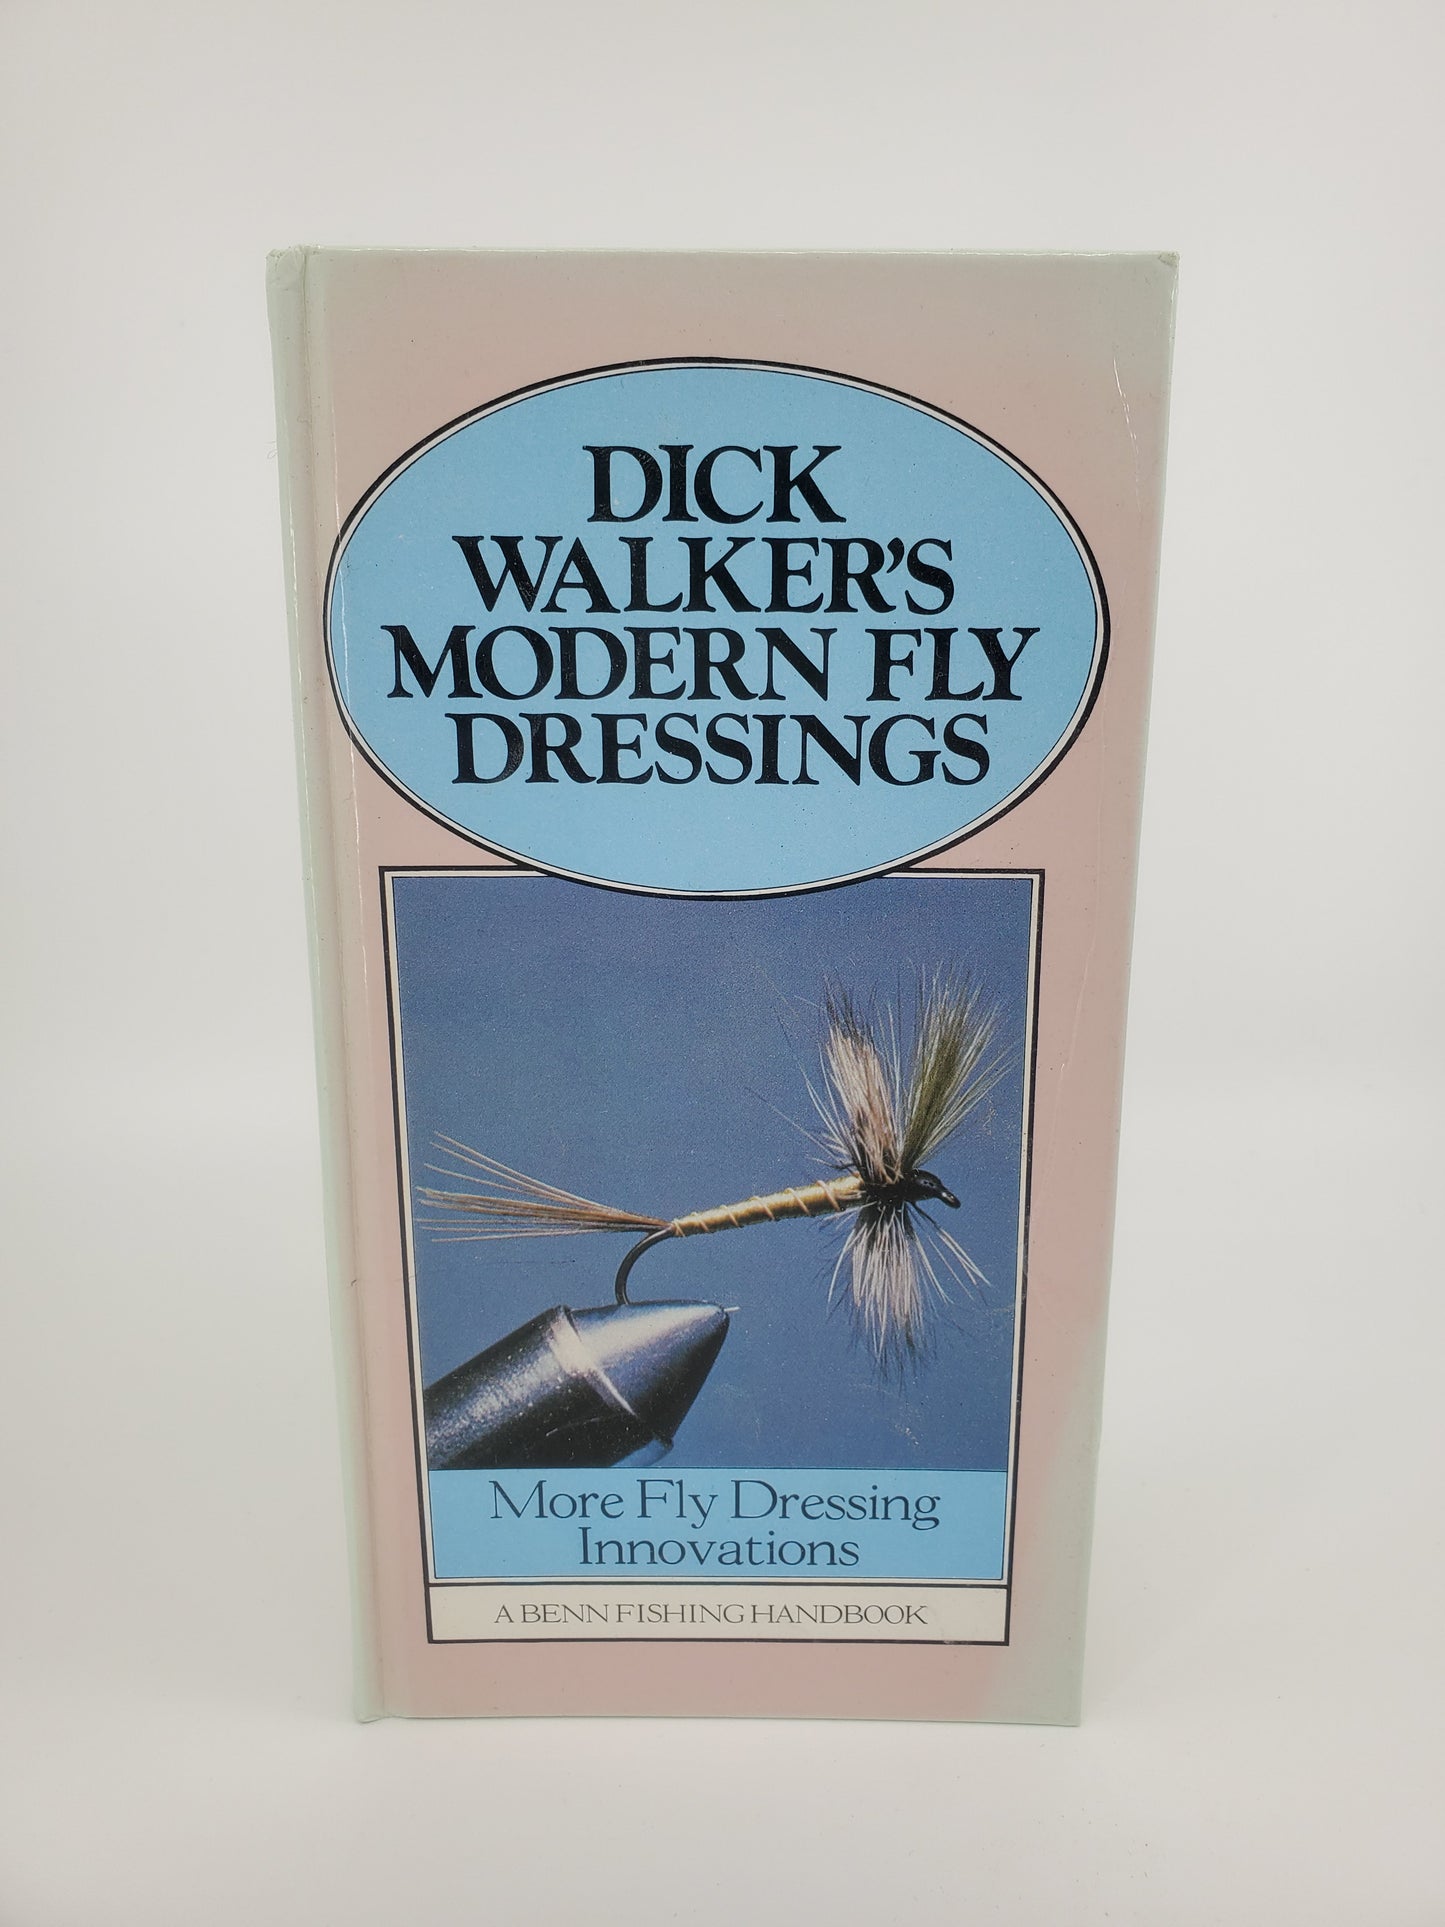 DICK
WALKER'S
MODERN FLY
DRESSINGS
More Fly Dressing
Innovations
A BENN FISHING HANDBOOK